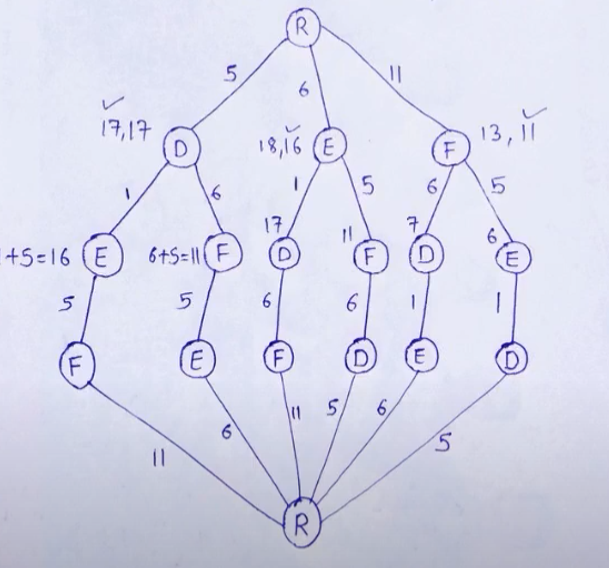 R
5 6 11
17,17 D 18,16 E F 13,11
1 6 1 5 6 5
+5=16 E 6+5=11 F 17 D 11 F 7 D 6 E
5 5 6 6 1 1
F E F D E D
11 6 11 5 6 5
R